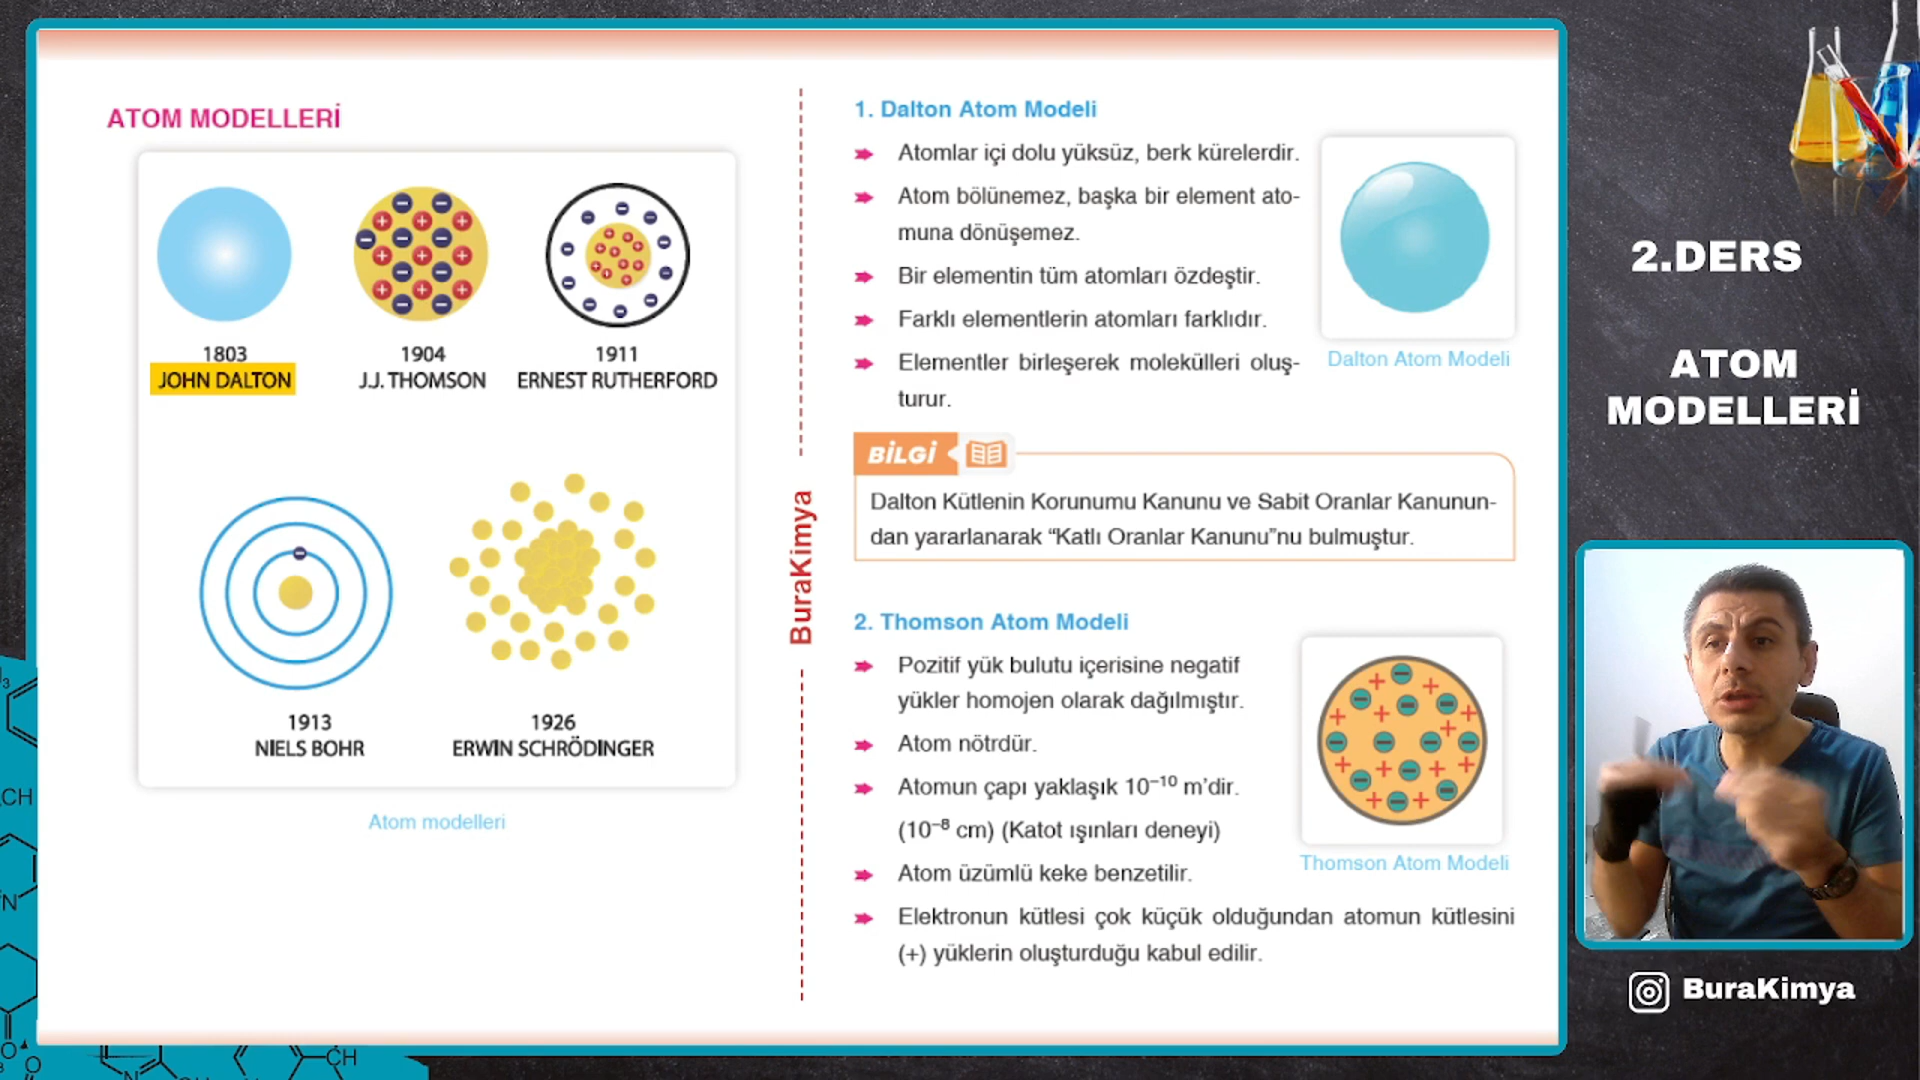 ATOM MODELLERİ
1803
JOHN DALTON
1904
J.J. THOMSON
1911
ERNEST RUTHERFORD
1913
NIELS BOHR
1926
ERWIN SCHRÖDINGER
Atom modelleri
BuraKimya
1. Dalton Atom Modeli
Atomlar içi dolu yüksüz, berk kürelerdir.
Atom bölünemez, başka bir element ato-
muna dönüşemez.
Bir elementin tüm atomları özdeştir.
Farklı elementlerin atomları farklıdır.
Elementler birleşerek molekülleri oluş-
turur.
Dalton Atom Modeli
BİLGİ
Dalton Kütlenin Korunumu Kanunu ve Sabit Oranlar Kanunun-
dan yararlanarak “Katlı Oranlar Kanunu”nu bulmuştur.
2. Thomson Atom Modeli
Pozitif yük bulutu içerisine negatif
yükler homojen olarak dağılmıştır.
Atom nötrdür.
Atomun çapı yaklaşık 10⁻¹⁰ m’dir.
(10⁻⁸ cm) (Katot ışınları deneyi)
Atom üzümlü keke benzetilir.
Elektronun kütlesi çok küçük olduğundan atomun kütlesini
(+) yüklerin oluşturduğu kabul edilir.
Thomson Atom Modeli
2.DERS
ATOM
MODELLERİ
BuraKimya
CH
N
CH